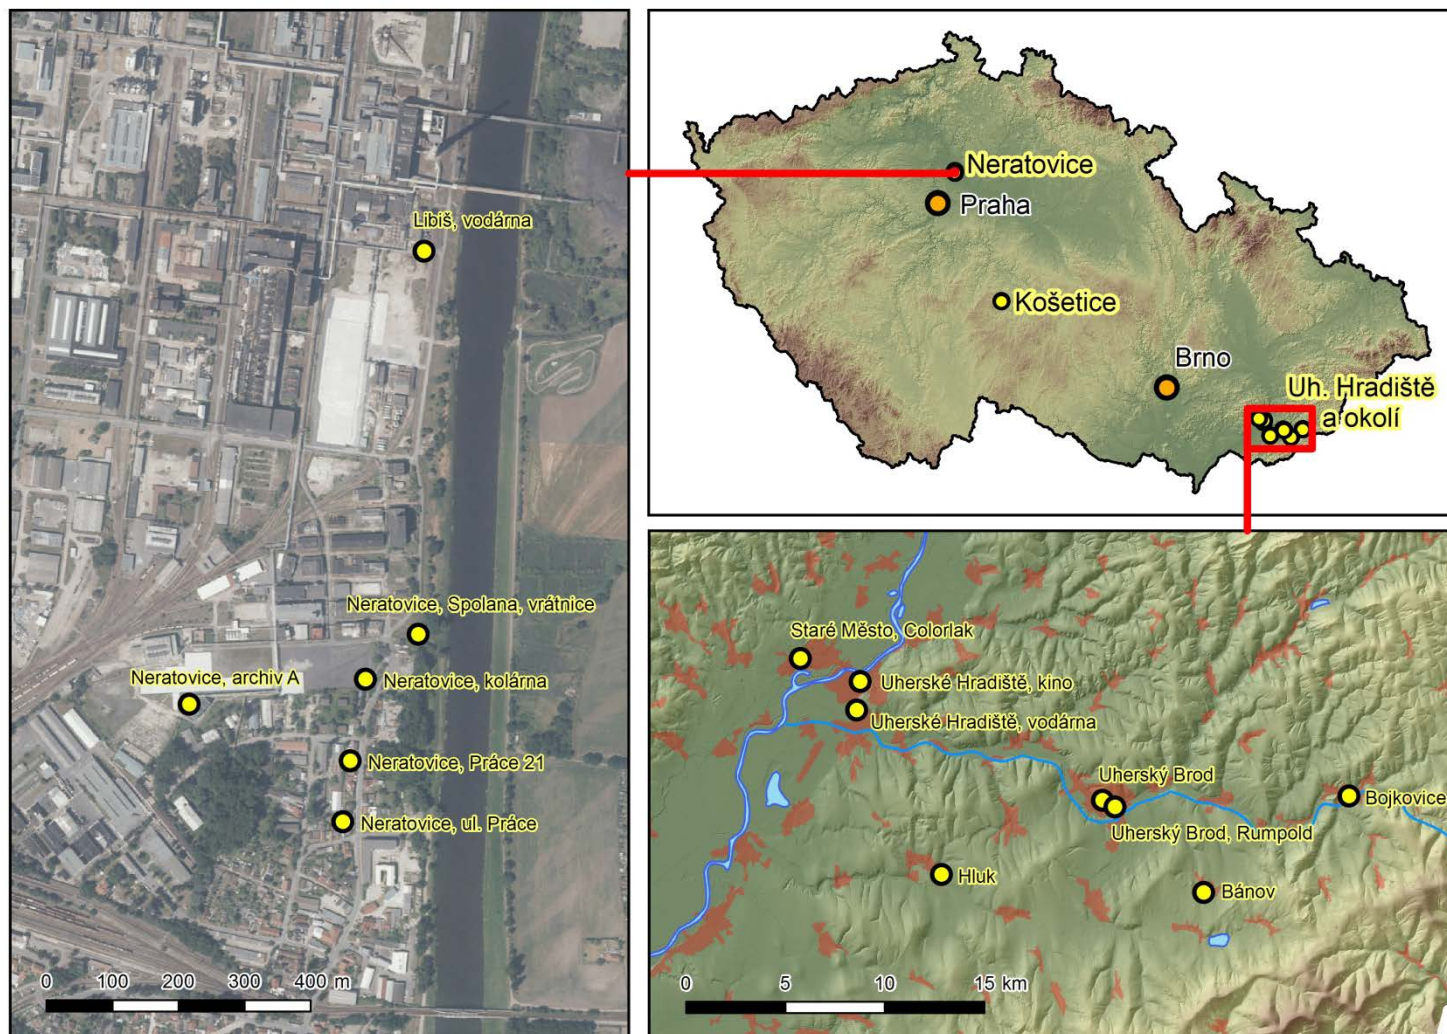 Libiš, vodárna
Neratovice, Spolana, vrátnice
Neratovice, archiv A
Neratovice, kolárna
Neratovice, Práce 21
Neratovice, ul. Práce
0 100 200 300 400 m
Neratovice
Praha
Košetice
Brno
Uh. Hradiště
a okolí
Staré Město, Colorlak
Uherské Hradiště, kino
Uherské Hradiště, vodárna
Uherský Brod
Bojkovice
Uherský Brod, Rumpold
Hluk
Bánov
0 5 10 15 km